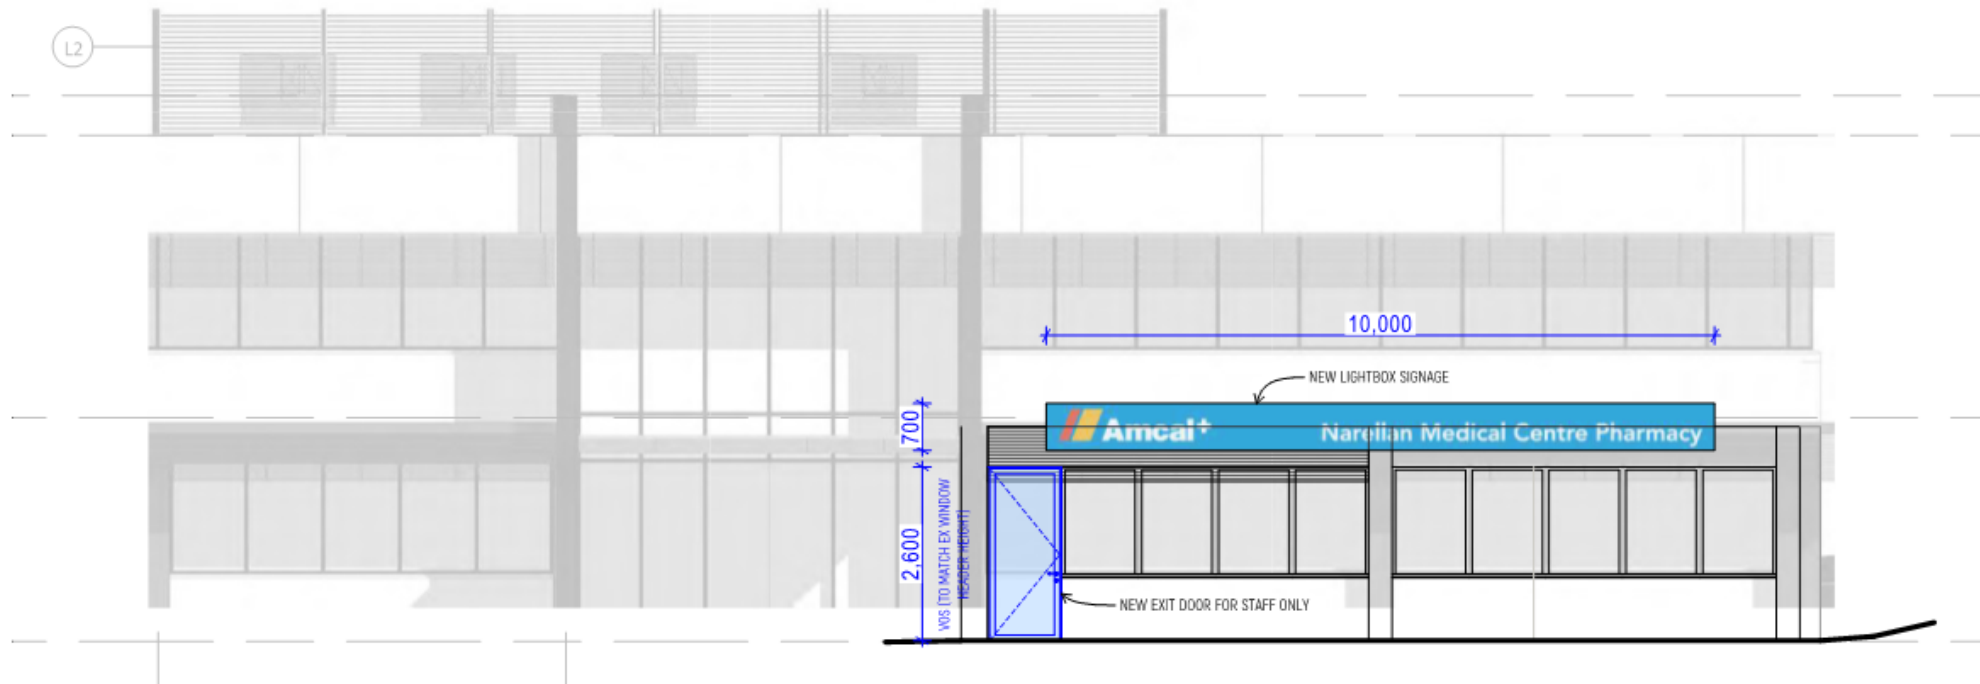 L2
10,000
NEW LIGHTBOX SIGNAGE
700
Amcal+
Narellan Medical Centre Pharmacy
2,600
VOS (TO MATCH EX WINDOW
HEADER HEIGHT)
NEW EXIT DOOR FOR STAFF ONLY